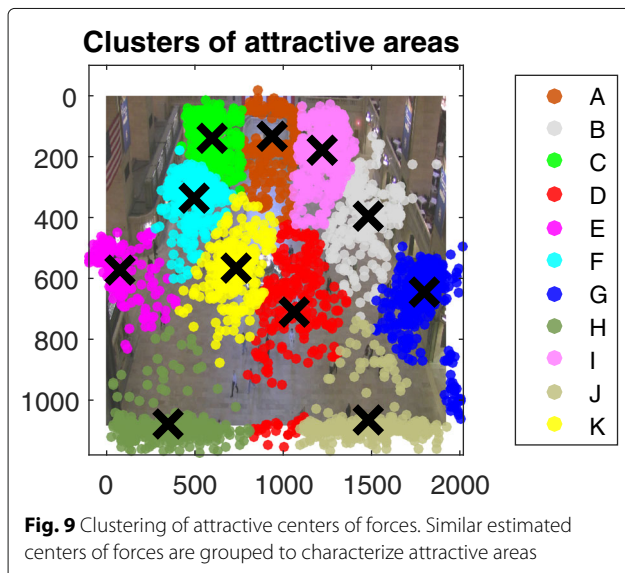 Clusters of attractive areas
0
200
400
600
800
1000
0 500 1000 1500 2000
A
B
C
D
E
F
G
H
I
J
K
Fig. 9 Clustering of attractive centers of forces. Similar estimated
centers of forces are grouped to characterize attractive areas